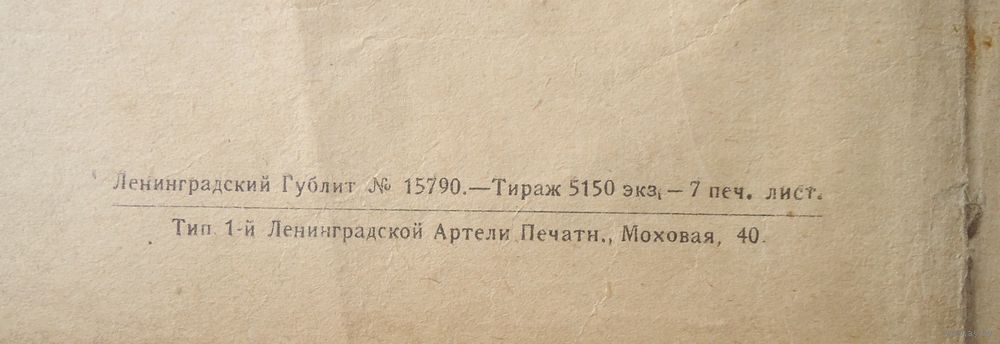 Ленинградский Гублит № 15790.—Тираж 5150 экз. — 7 печ. лист.
Тип 1-й Ленинградской Артели Печатн., Моховая, 40.